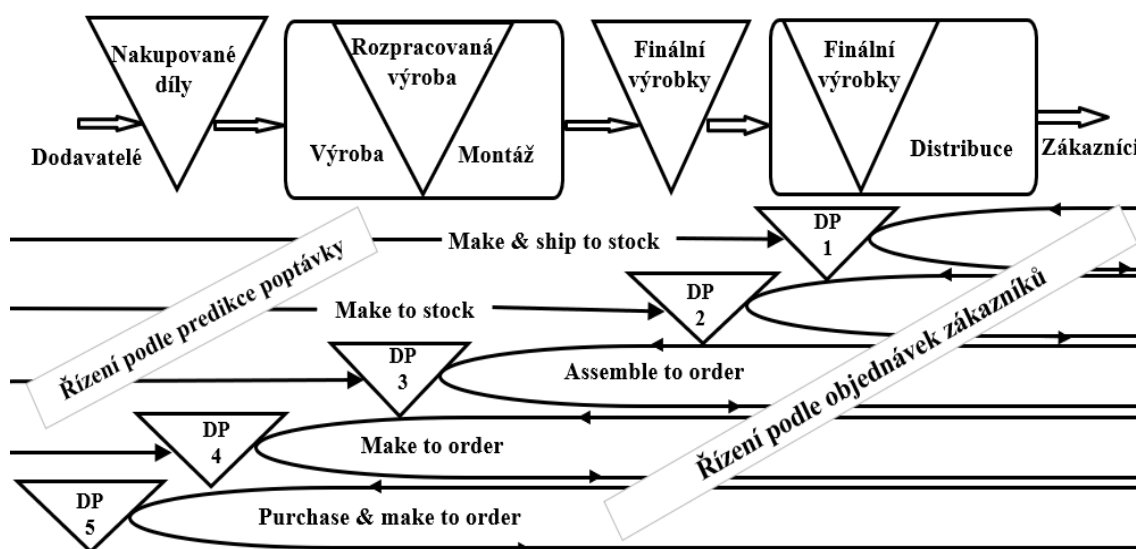 Nakupované
díly
Rozpracovaná
výroba
Finální
výrobky
Finální
výrobky
Dodavatelé
Výroba
Montáž
Distribuce
Zákazníci
DP
1
Make & ship to stock
DP
2
Make to stock
DP
3
Assemble to order
DP
4
Make to order
DP
5
Purchase & make to order
Řízení podle predikce poptávky
Řízení podle objednávek zákazníků